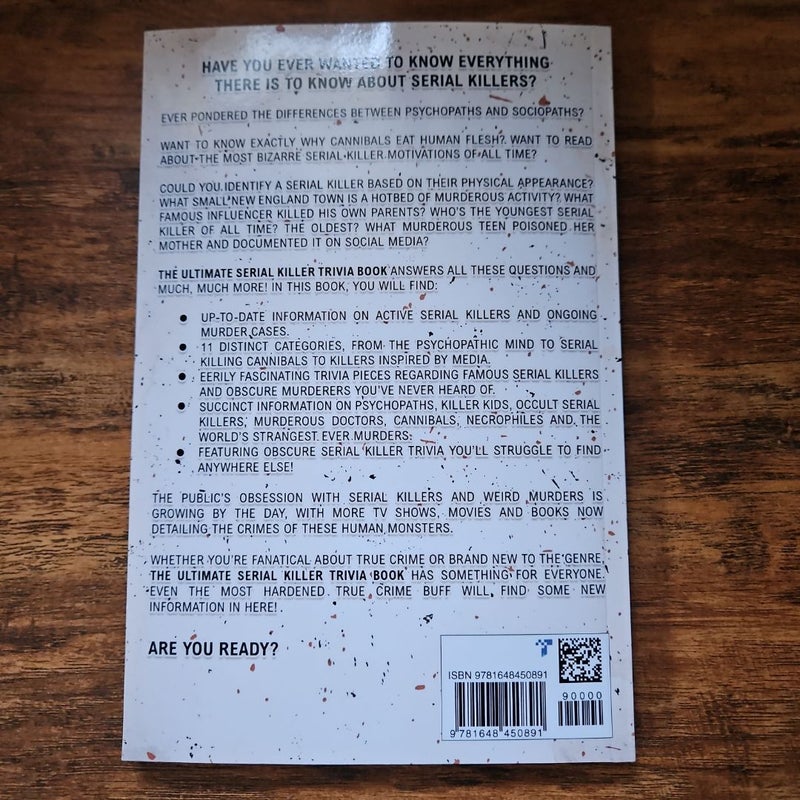 HAVE YOU EVER WANTED TO KNOW EVERYTHING
THERE IS TO KNOW ABOUT SERIAL KILLERS?
EVER PONDERED THE DIFFERENCES BETWEEN PSYCHOPATHS AND SOCIOPATHS?
WANT TO KNOW EXACTLY WHY CANNIBALS EAT HUMAN FLESH? WANT TO READ
ABOUT THE MOST BIZARRE SERIAL KILLER MOTIVATIONS OF ALL TIME?
COULD YOU IDENTIFY A SERIAL KILLER BASED ON THEIR PHYSICAL APPEARANCE?
WHAT SMALL NEW ENGLAND TOWN IS A HOTBED OF MURDEROUS ACTIVITY? WHAT
FAMOUS INFLUENCER KILLED HIS OWN PARENTS? WHO'S THE YOUNGEST SERIAL
KILLER OF ALL TIME? THE OLDEST? WHAT MURDEROUS TEEN POISONED HER
MOTHER AND DOCUMENTED IT ON SOCIAL MEDIA?
THE ULTIMATE SERIAL KILLER TRIVIA BOOK ANSWERS ALL THESE QUESTIONS AND
MUCH, MUCH MORE! IN THIS BOOK, YOU WILL FIND:
● UP-TO-DATE INFORMATION ON ACTIVE SERIAL KILLERS AND ONGOING
MURDER CASES.
● 11 DISTINCT CATEGORIES, FROM THE PSYCHOPATHIC MIND TO SERIAL
KILLING CANNIBALS TO KILLERS INSPIRED BY MEDIA.
● EERILY FASCINATING TRIVIA PIECES REGARDING FAMOUS SERIAL KILLERS
AND OBSCURE MURDERERS YOU'VE NEVER HEARD OF.
● SUCCINCT INFORMATION ON PSYCHOPATHS, KILLER KIDS, OCCULT SERIAL
KILLERS, MURDEROUS DOCTORS, CANNIBALS, NECROPHILES AND THE
WORLD'S STRANGEST EVER MURDERS.
● FEATURING OBSCURE SERIAL KILLER TRIVIA YOU'LL STRUGGLE TO FIND
ANYWHERE ELSE!
THE PUBLIC'S OBSESSION WITH SERIAL KILLERS AND WEIRD MURDERS IS
GROWING BY THE DAY, WITH MORE TV SHOWS, MOVIES AND BOOKS NOW
DETAILING THE CRIMES OF THESE HUMAN MONSTERS.
WHETHER YOU'RE FANATICAL ABOUT TRUE CRIME OR BRAND NEW TO THE GENRE,
THE ULTIMATE SERIAL KILLER TRIVIA BOOK HAS SOMETHING FOR EVERYONE.
EVEN THE MOST HARDENED TRUE CRIME BUFF WILL FIND SOME NEW
INFORMATION IN HERE!
ARE YOU READY?
ISBN 9781648450891
90000
9 781648 450891